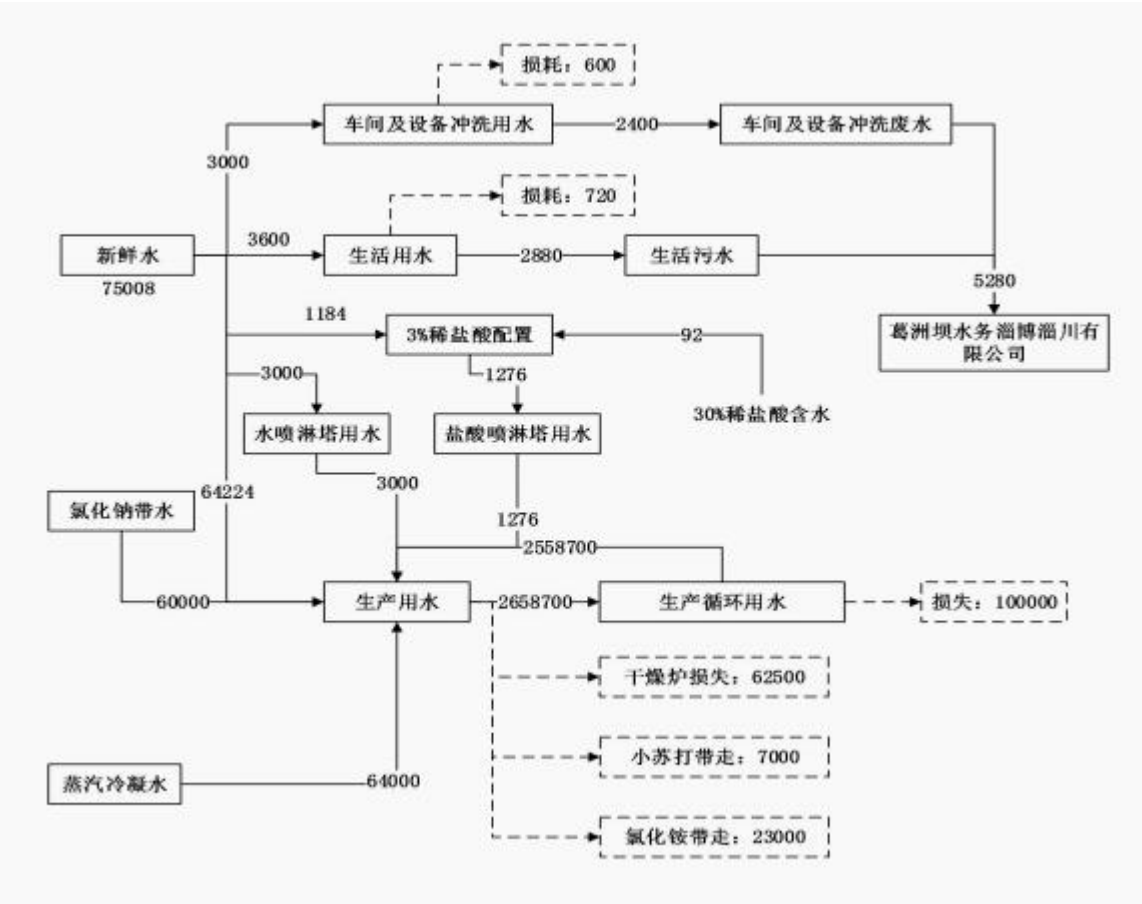 损耗：600
车间及设备冲洗用水
2400
车间及设备冲洗废水
3000
损耗：720
新鲜水
3600
生活用水
2880
生活污水
75008
5280
1184
3%稀盐酸配置
92
葛洲坝水务淄博淄川有
限公司
3000
1276
30%稀盐酸含水
水喷淋塔用水
盐酸喷淋塔用水
3000
64224
氯化钠带水
1276
2558700
60000
生产用水
2658700
生产循环用水
损失：100000
干燥炉损失：62500
小苏打带走：7000
蒸汽冷凝水
64000
氯化铵带走：23000